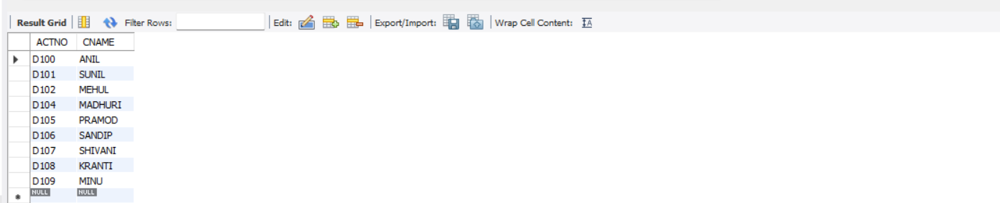 Result Grid Filter Rows: Edit: Export/Import: Wrap Cell Content: IA
ACTNO CNAME
D100 ANIL
D101 SUNIL
D102 MEHUL
D104 MADHURI
D105 PRAMOD
D106 SANDIP
D107 SHIVANI
D108 KRANTI
D109 MINU
NULL NULL